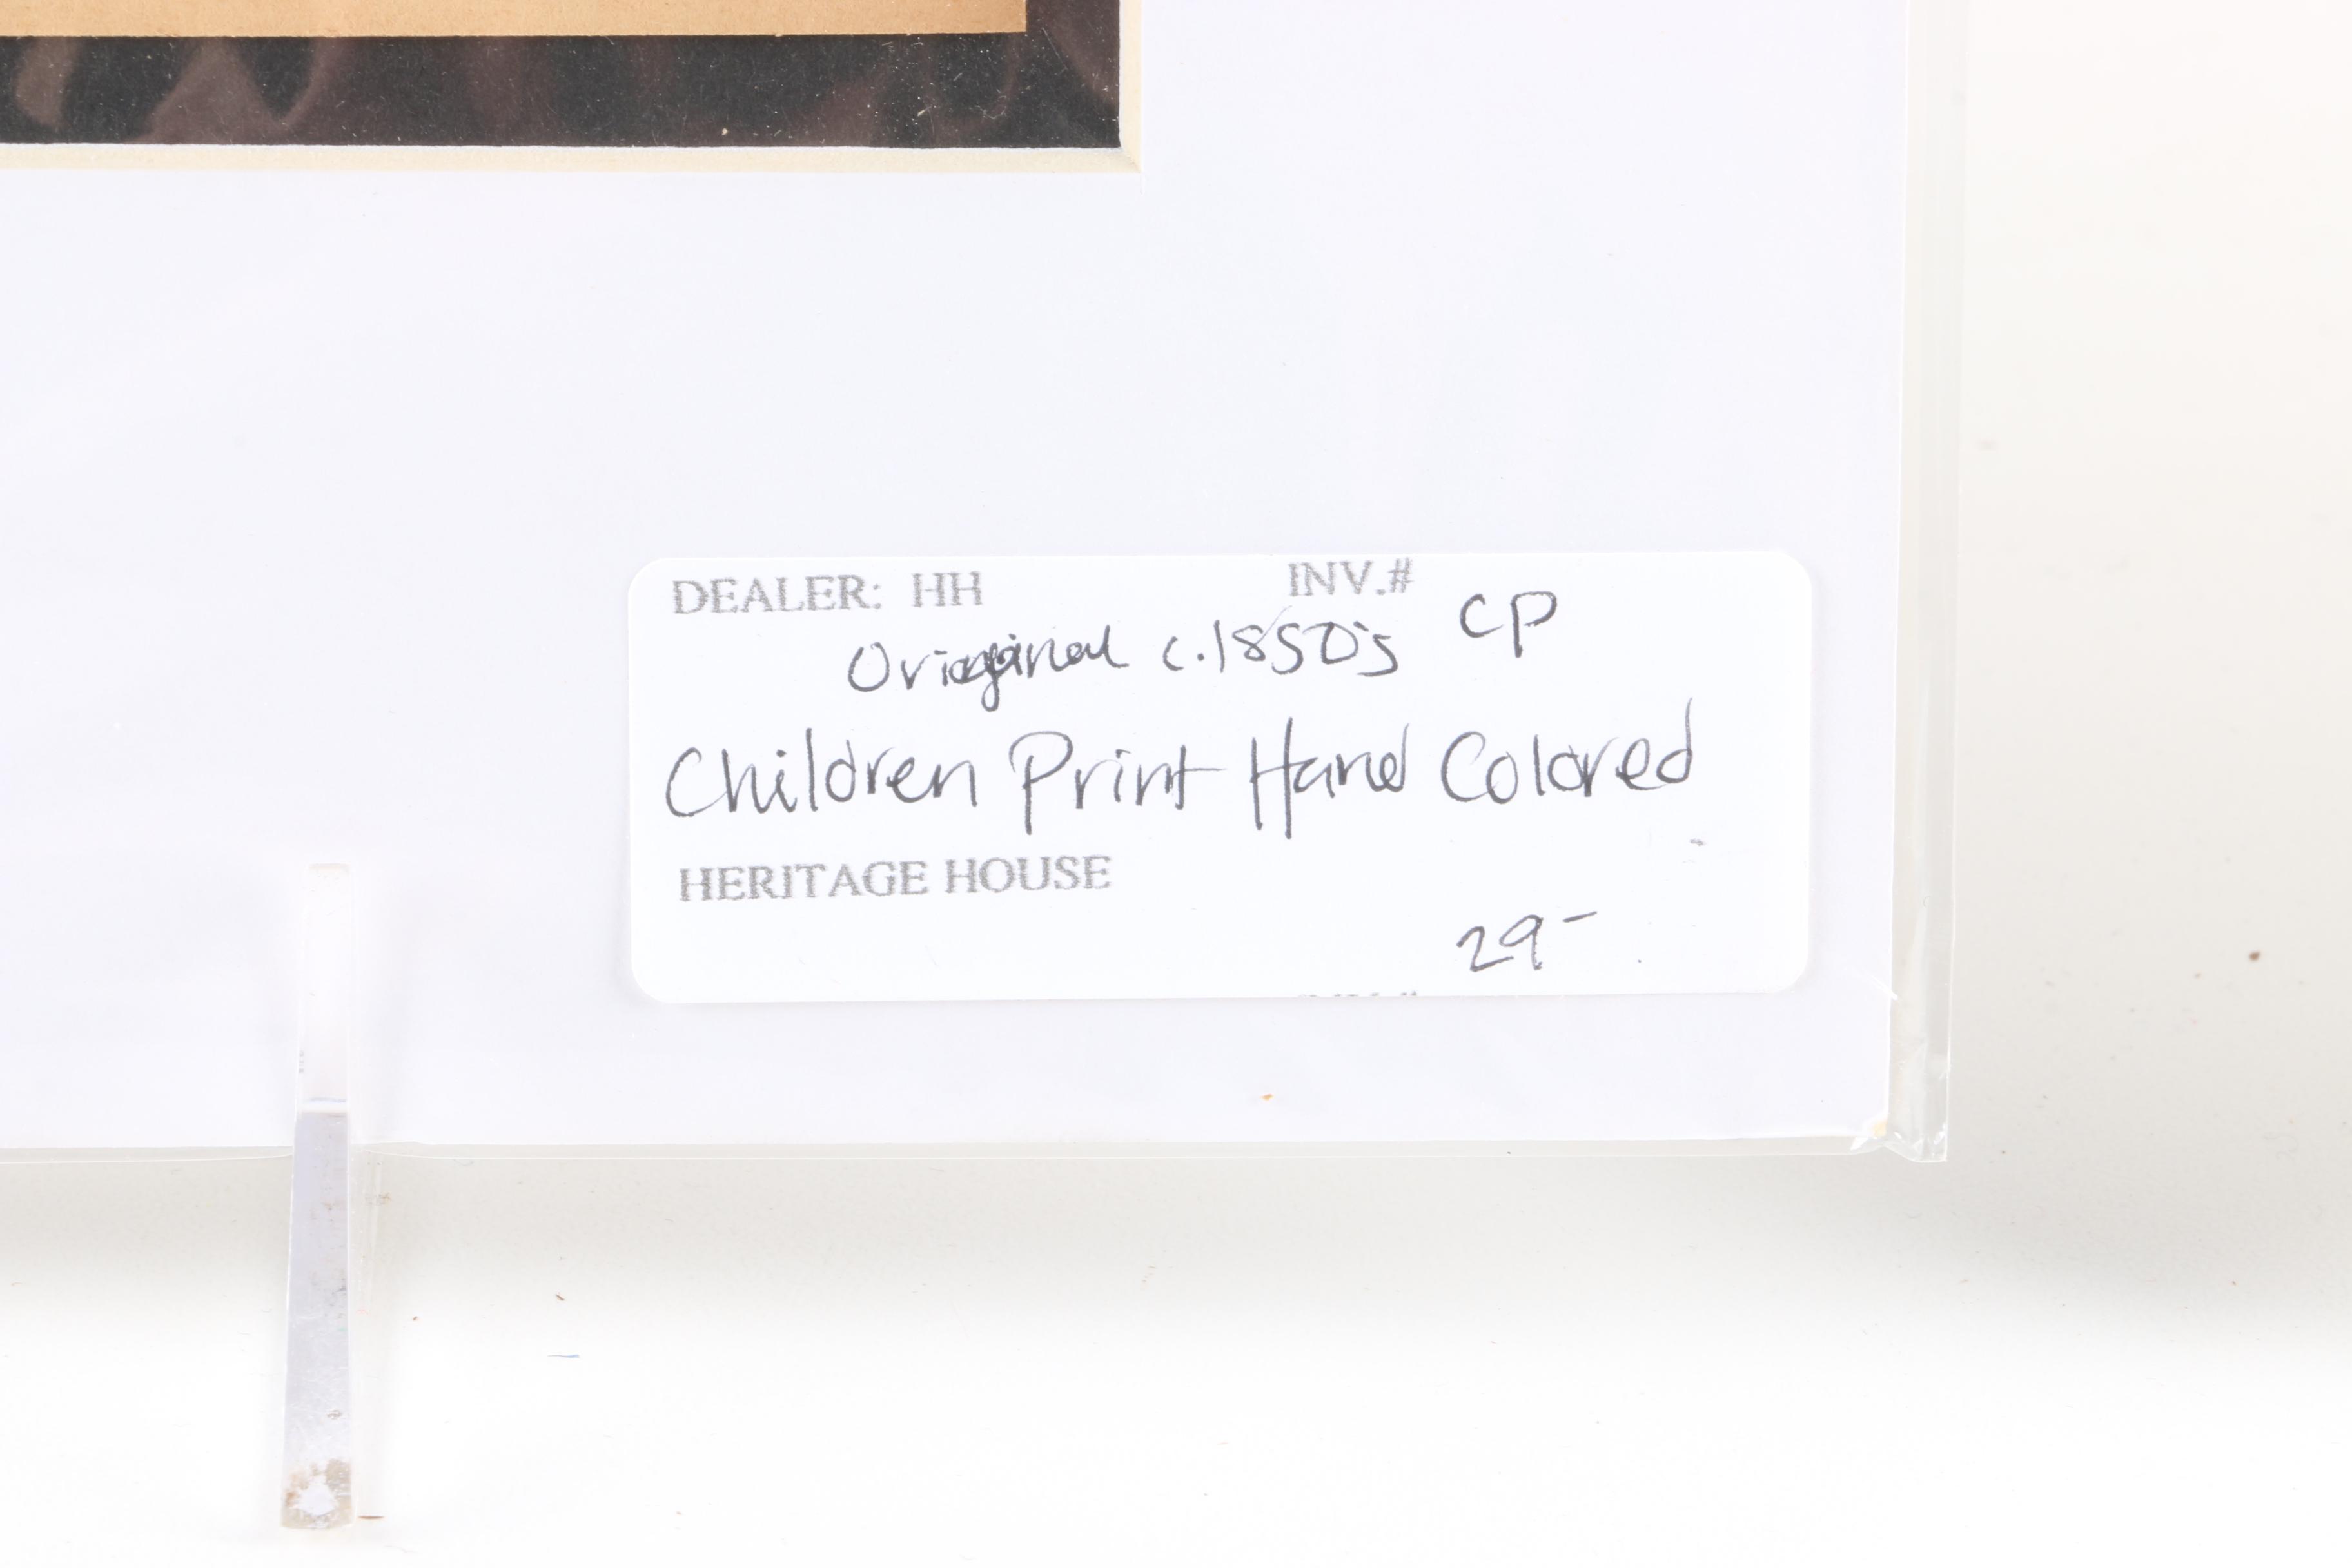 DEALER: HH INV.# CP
Original c.1850's
Children Print Hand Colored
HERITAGE HOUSE
29-